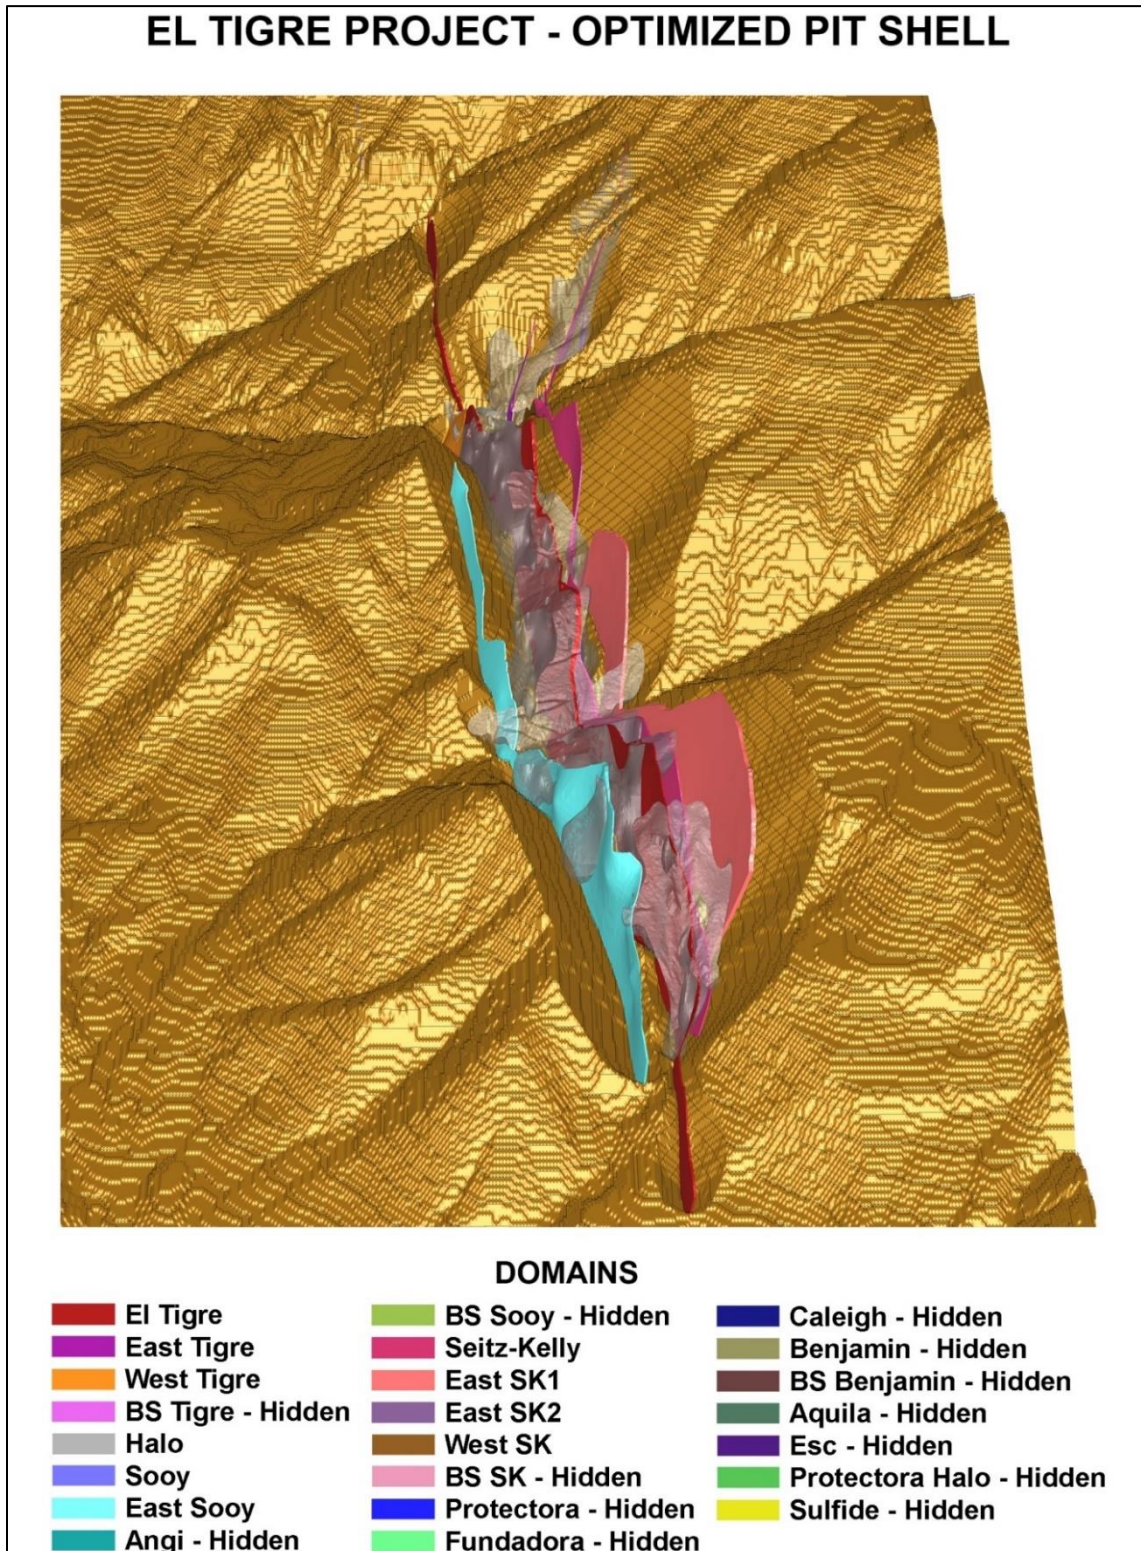 EL TIGRE PROJECT - OPTIMIZED PIT SHELL
DOMAINS
El Tigre
East Tigre
West Tigre
BS Tigre - Hidden
Halo
Sooy
East Sooy
Angi - Hidden
BS Sooy - Hidden
Seitz-Kelly
East SK1
East SK2
West SK
BS SK - Hidden
Protectora - Hidden
Fundadora - Hidden
Caleigh - Hidden
Benjamin - Hidden
BS Benjamin - Hidden
Aquila - Hidden
Esc - Hidden
Protectora Halo - Hidden
Sulfide - Hidden